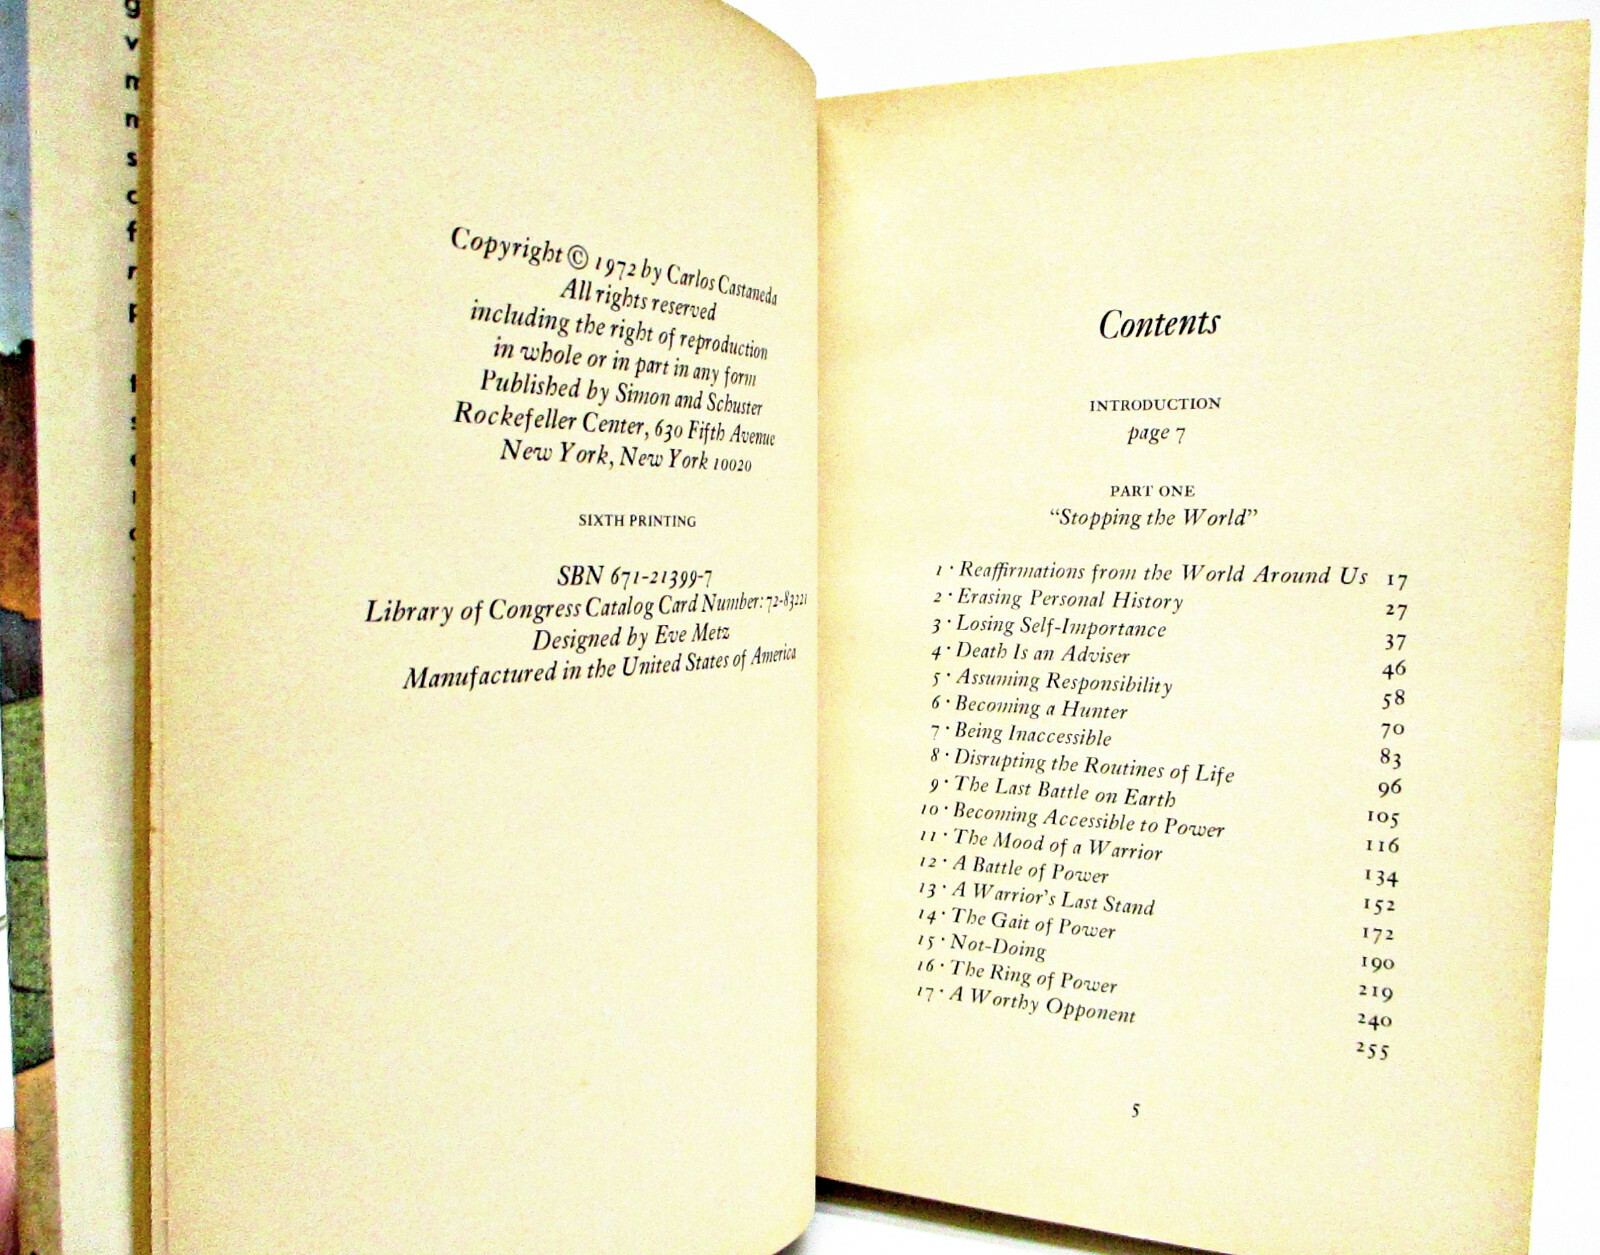 g
v
m
n
s
c
f
r
p
Copyright © 1972 by Carlos Castaneda
All rights reserved
including the right of reproduction
in whole or in part in any form
Published by Simon and Schuster
Rockefeller Center, 630 Fifth Avenue
New York, New York 10020
SIXTH PRINTING
SBN 671-21399-7
Library of Congress Catalog Card Number: 72-83221
Designed by Eve Metz
Manufactured in the United States of America
Contents
INTRODUCTION
page 7
PART ONE
“Stopping the World”
1 · Reaffirmations from the World Around Us 17
2 · Erasing Personal History 27
3 · Losing Self-Importance 37
4 · Death Is an Adviser 46
5 · Assuming Responsibility 58
6 · Becoming a Hunter 70
7 · Being Inaccessible 83
8 · Disrupting the Routines of Life 96
9 · The Last Battle on Earth 105
10 · Becoming Accessible to Power 116
11 · The Mood of a Warrior 134
12 · A Battle of Power 152
13 · A Warrior's Last Stand 172
14 · The Gait of Power 190
15 · Not-Doing 219
16 · The Ring of Power 240
17 · A Worthy Opponent 255
5